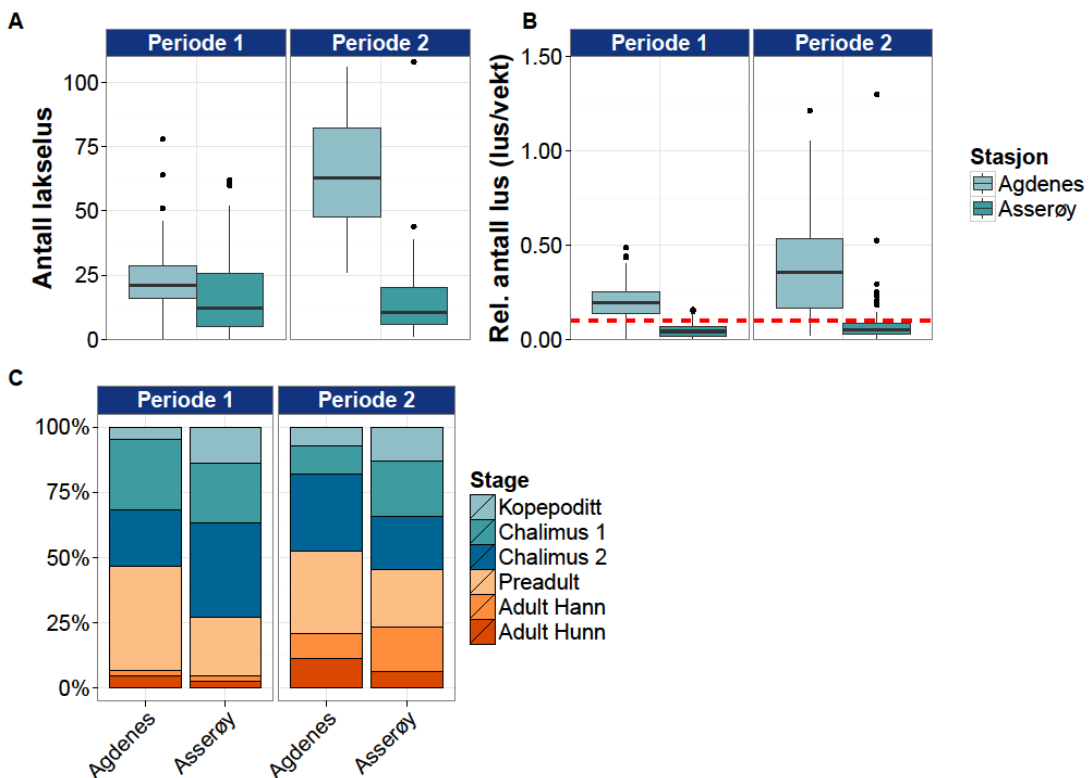 A
Periode 1
Periode 2
Antall lakselus
100
75
50
25
0
B
Periode 1
Periode 2
Rel. antall lus (lus/vekt)
1.50
1.00
0.50
0.00
Stasjon
Agdenes
Asserøy
C
Periode 1
Periode 2
100%
75%
50%
25%
0%
Agdenes
Asserøy
Agdenes
Asserøy
Stage
Kopepoditt
Chalimus 1
Chalimus 2
Preadult
Adult Hann
Adult Hunn